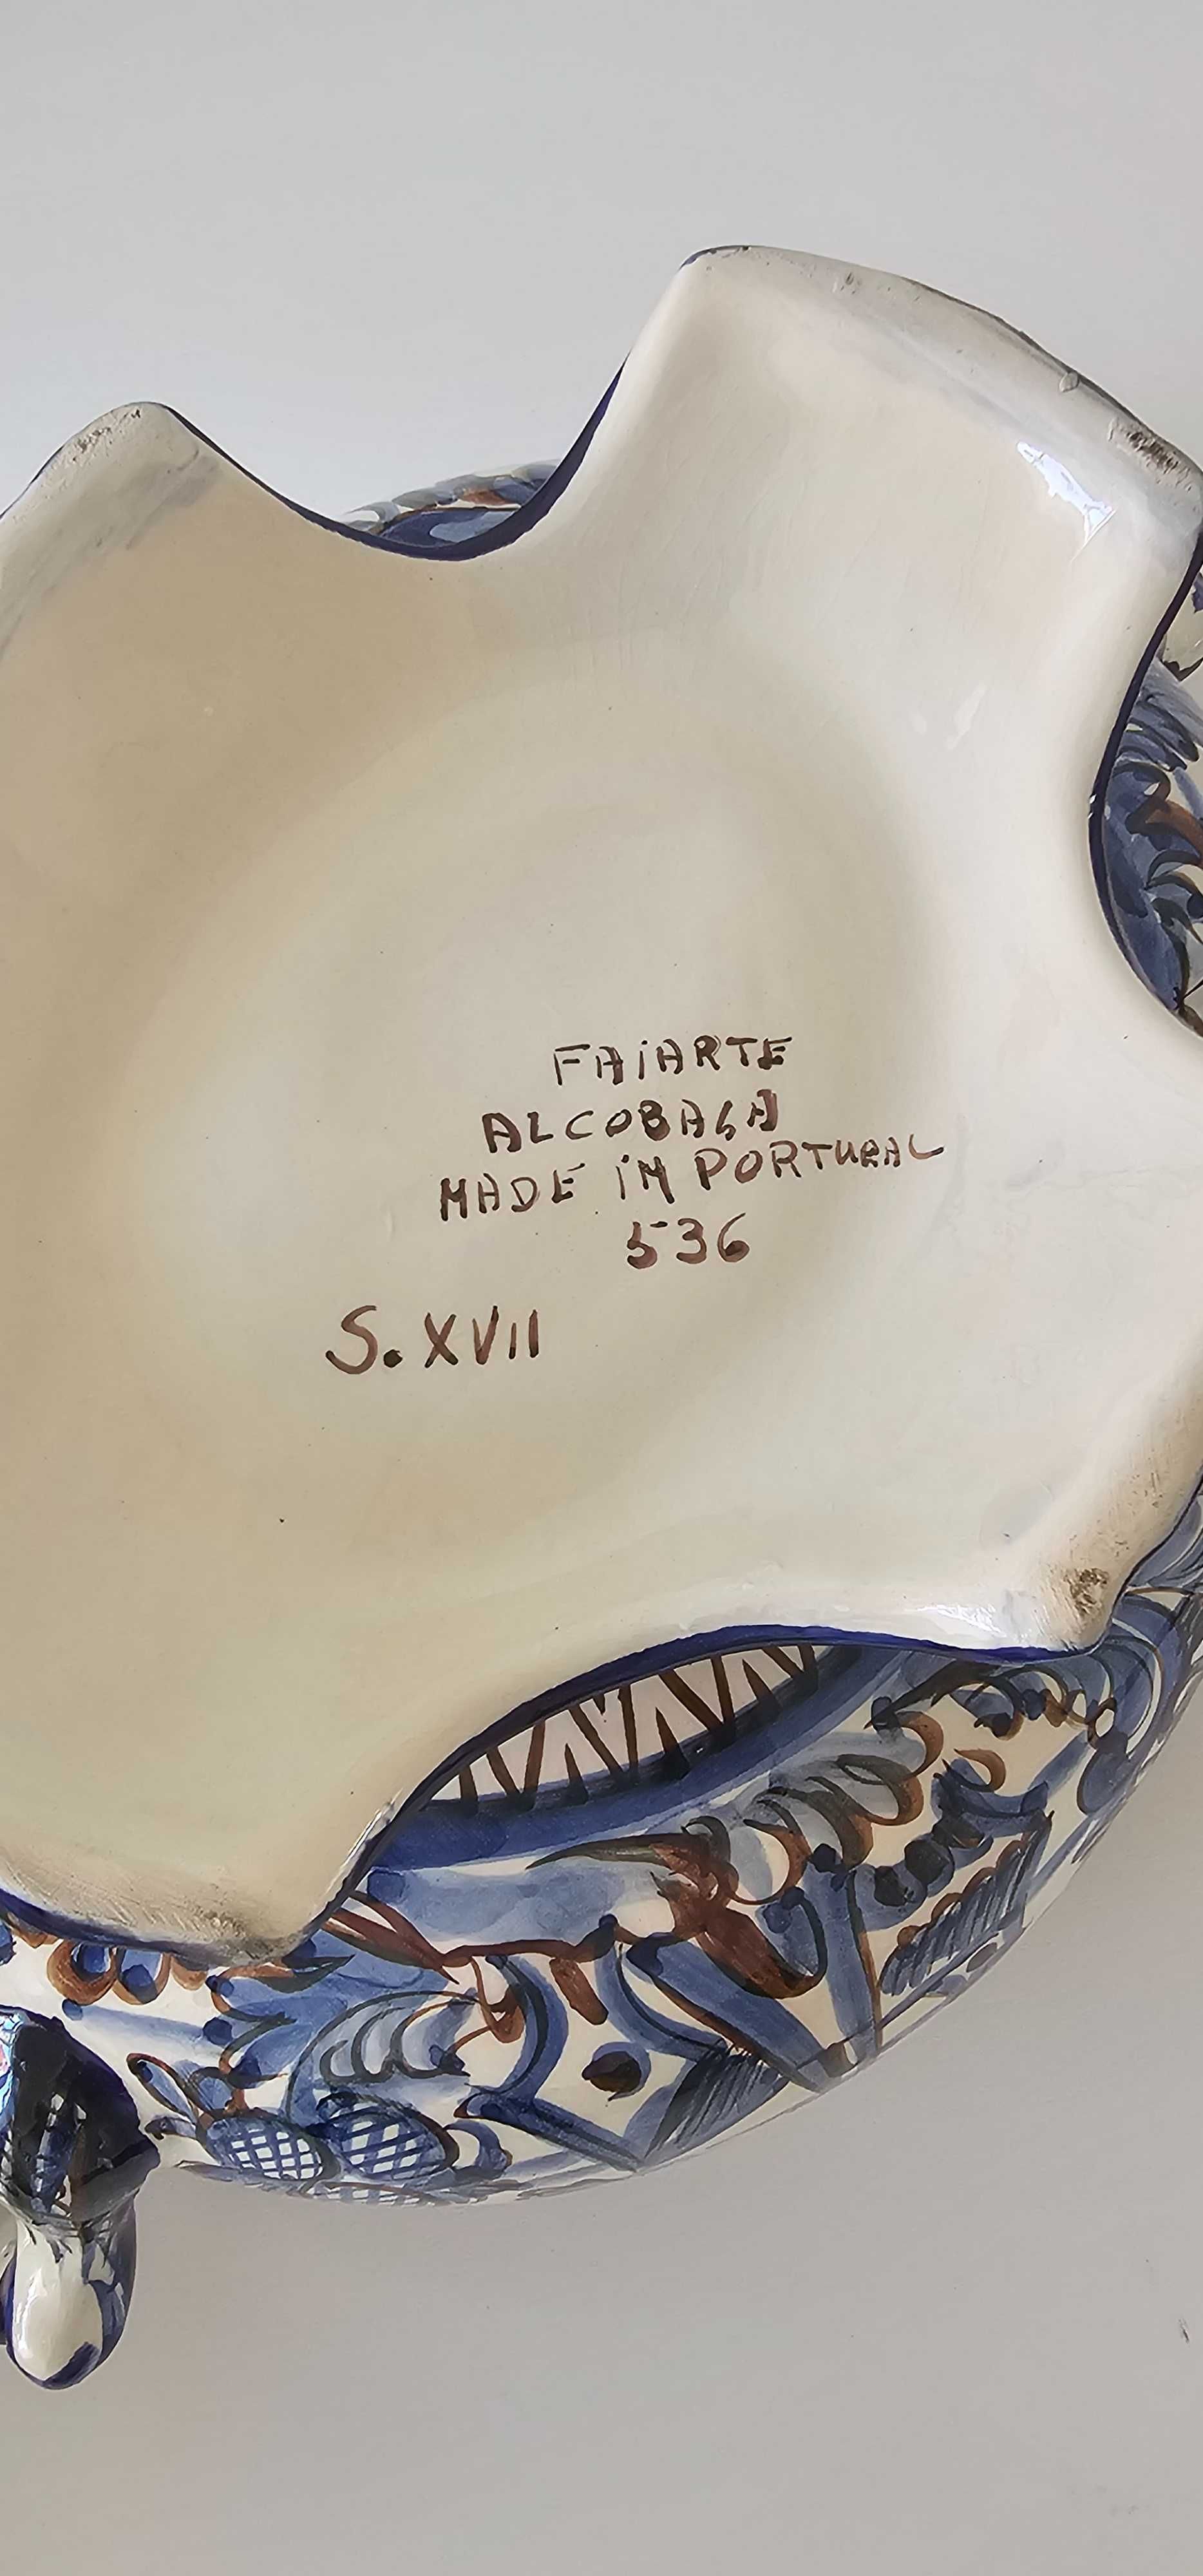 FAiARTE
ALCOBAÇA
MADE iN PORTUGAL
536
S. XVII